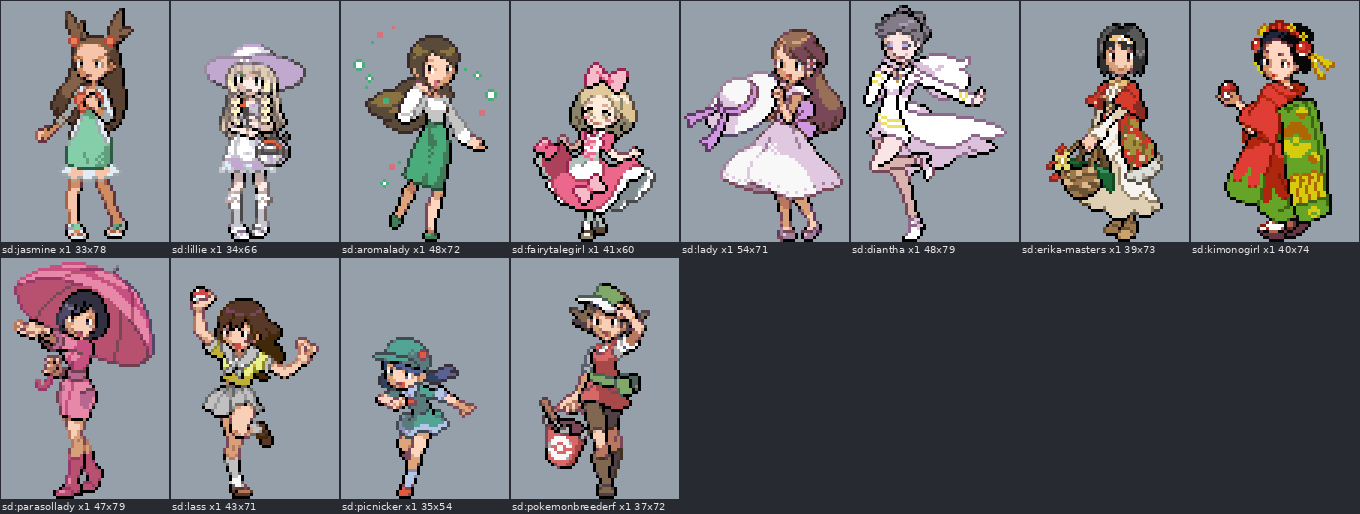 sd:jasmine x1 33x78
sd:lillie x1 34x66
sd:aromalady x1 48x72
sd:fairytalegirl x1 41x60
sd:lady x1 54x71
sd:diantha x1 48x79
sd:erika-masters x1 39x73
sd:kimonogirl x1 40x74
sd:parasollady x1 47x79
sd:lass x1 43x71
sd:picnicker x1 35x54
sd:pokemonbreederf x1 37x72